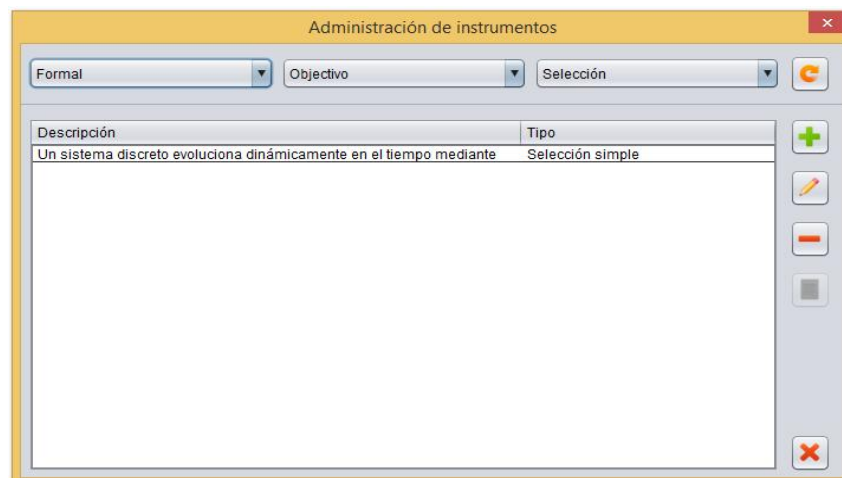 Administración de instrumentos
Formal Objectivo Selección
Descripción Tipo
Un sistema discreto evoluciona dinámicamente en el tiempo mediante Selección simple